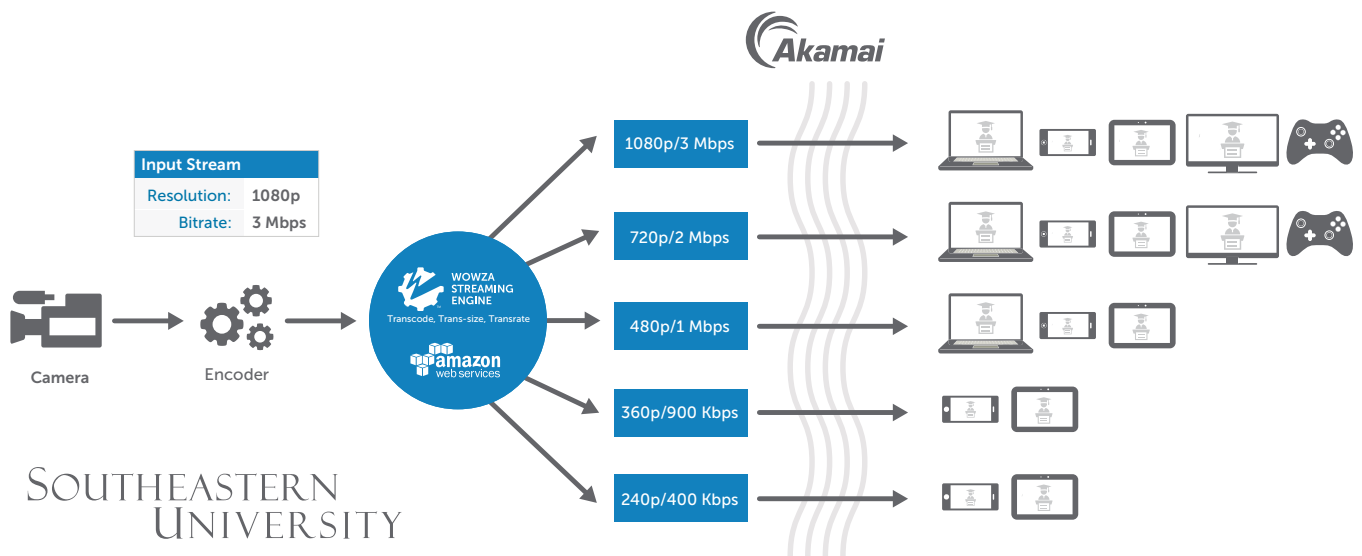 Akamai
1080p/3 Mbps
Input Stream
Resolution: 1080p
Bitrate: 3 Mbps
720p/2 Mbps
WOWZA
STREAMING
ENGINE
Transcode, Trans-size, Transrate
480p/1 Mbps
amazon
web services
Camera
Encoder
360p/900 Kbps
240p/400 Kbps
SOUTHEASTERN
UNIVERSITY